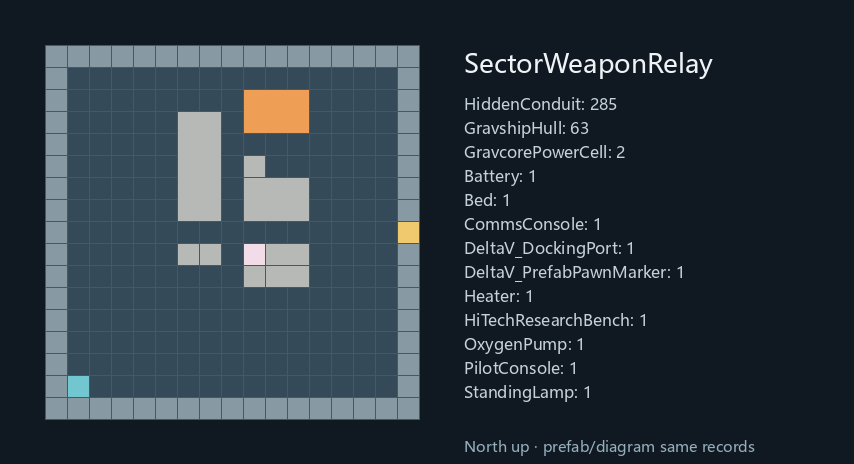 SectorWeaponRelay
HiddenConduit: 285
GravshipHull: 63
GravcorePowerCell: 2
Battery: 1
Bed: 1
CommsConsole: 1
DeltaV_DockingPort: 1
DeltaV_PrefabPawnMarker: 1
Heater: 1
HiTechResearchBench: 1
OxygenPump: 1
PilotConsole: 1
StandingLamp: 1
North up · prefab/diagram same records